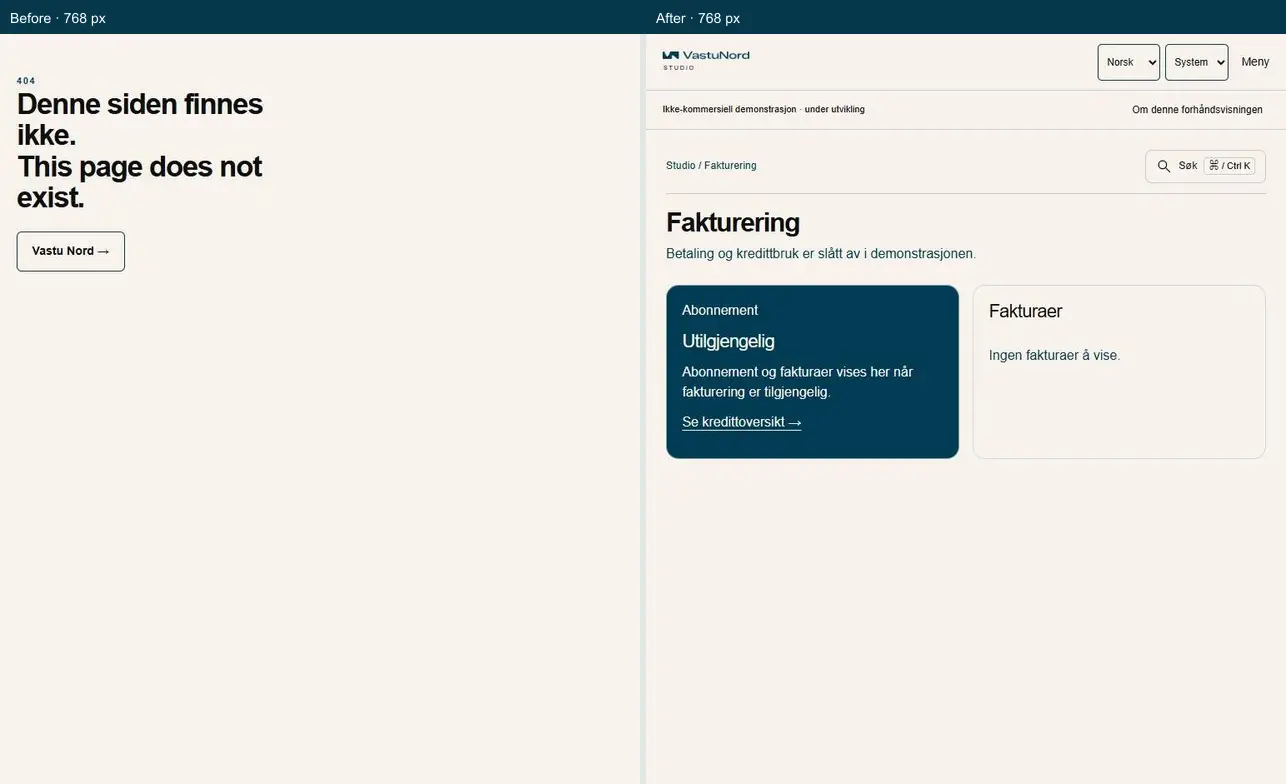 Before · 768 px
404
Denne siden finnes
ikke.
This page does not
exist.
Vastu Nord →
After · 768 px
VastuNord
STUDIO
Norsk
System
Meny
Ikke-kommersiell demonstrasjon · under utvikling
Om denne forhåndsvisningen
Studio / Fakturering
Søk
⌘ / Ctrl K
Fakturering
Betaling og kredittbruk er slått av i demonstrasjonen.
Abonnement
Utilgjengelig
Abonnement og fakturaer vises her når
fakturering er tilgjengelig.
Se kredittoversikt →
Fakturaer
Ingen fakturaer å vise.